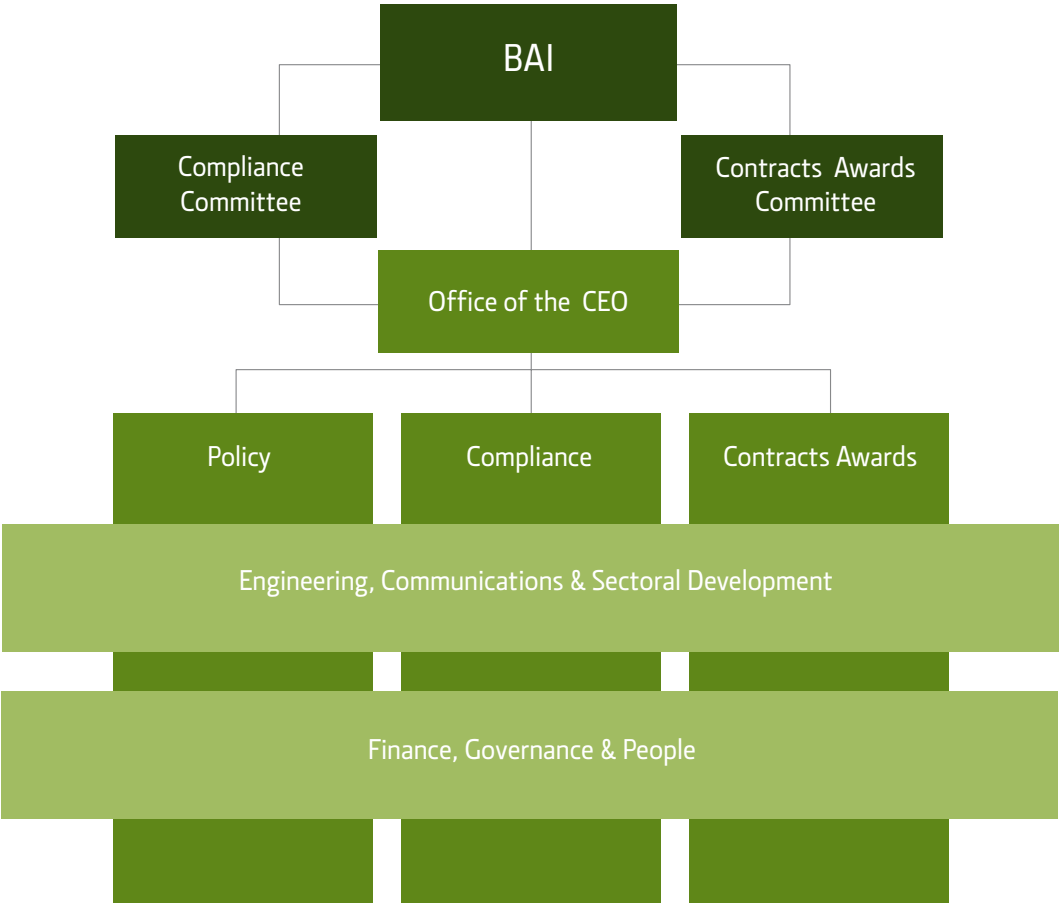 BAI
Compliance
Committee
Contracts Awards
Committee
Office of the CEO
Policy
Compliance
Contracts Awards
Engineering, Communications & Sectoral Development
Finance, Governance & People